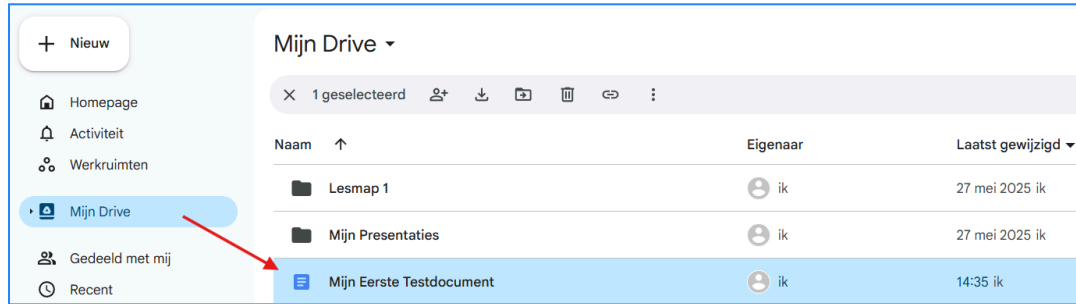 Nieuw
Homepage
Activiteit
Werkruimten
Mijn Drive
Gedeeld met mij
Recent
Mijn Drive
1 geselecteerd
Naam Eigenaar Laatst gewijzigd
Lesmap 1 ik 27 mei 2025 ik
Mijn Presentaties ik 27 mei 2025 ik
Mijn Eerste Testdocument ik 14:35 ik